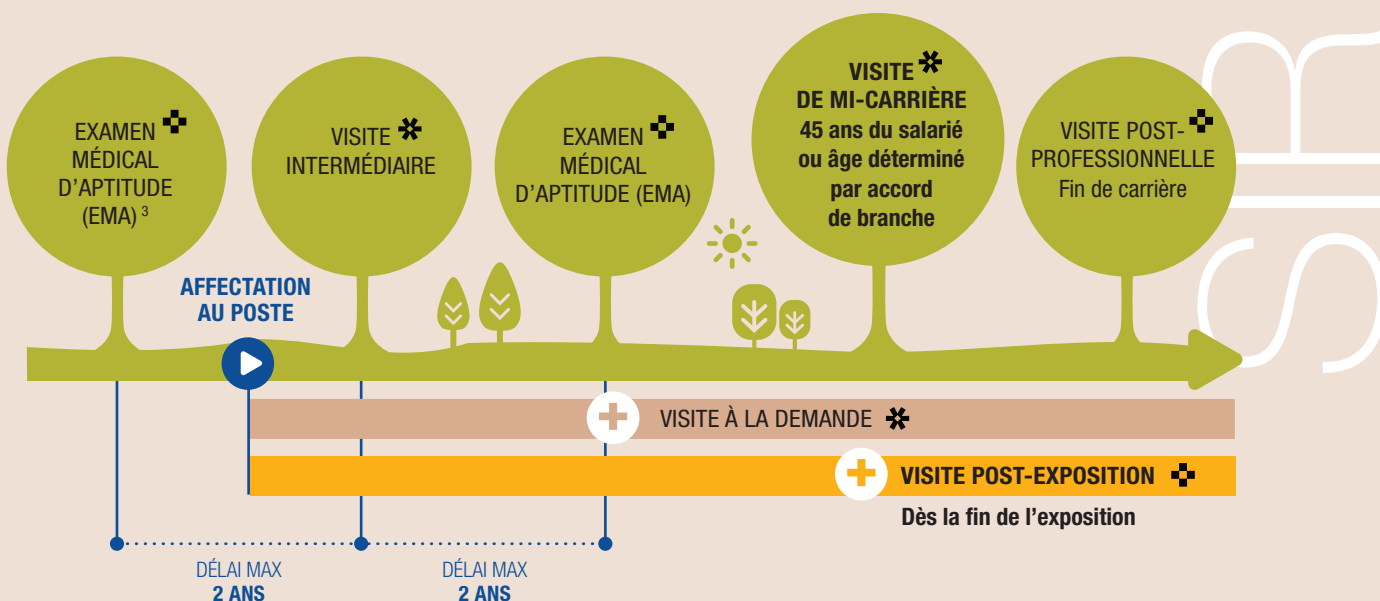 EXAMEN
MÉDICAL
D'APTITUDE
(EMA) 3
VISITE
INTERMÉDIAIRE
EXAMEN
MÉDICAL
D'APTITUDE (EMA)
VISITE
DE MI-CARRIÈRE
45 ans du salarié
ou âge déterminé
par accord
de branche
VISITE POST-
PROFESSIONNELLE
Fin de carrière
SIR
AFFECTATION
AU POSTE
VISITE À LA DEMANDE
VISITE POST-EXPOSITION
Dès la fin de l'exposition
DÉLAI MAX
2 ANS
DÉLAI MAX
2 ANS